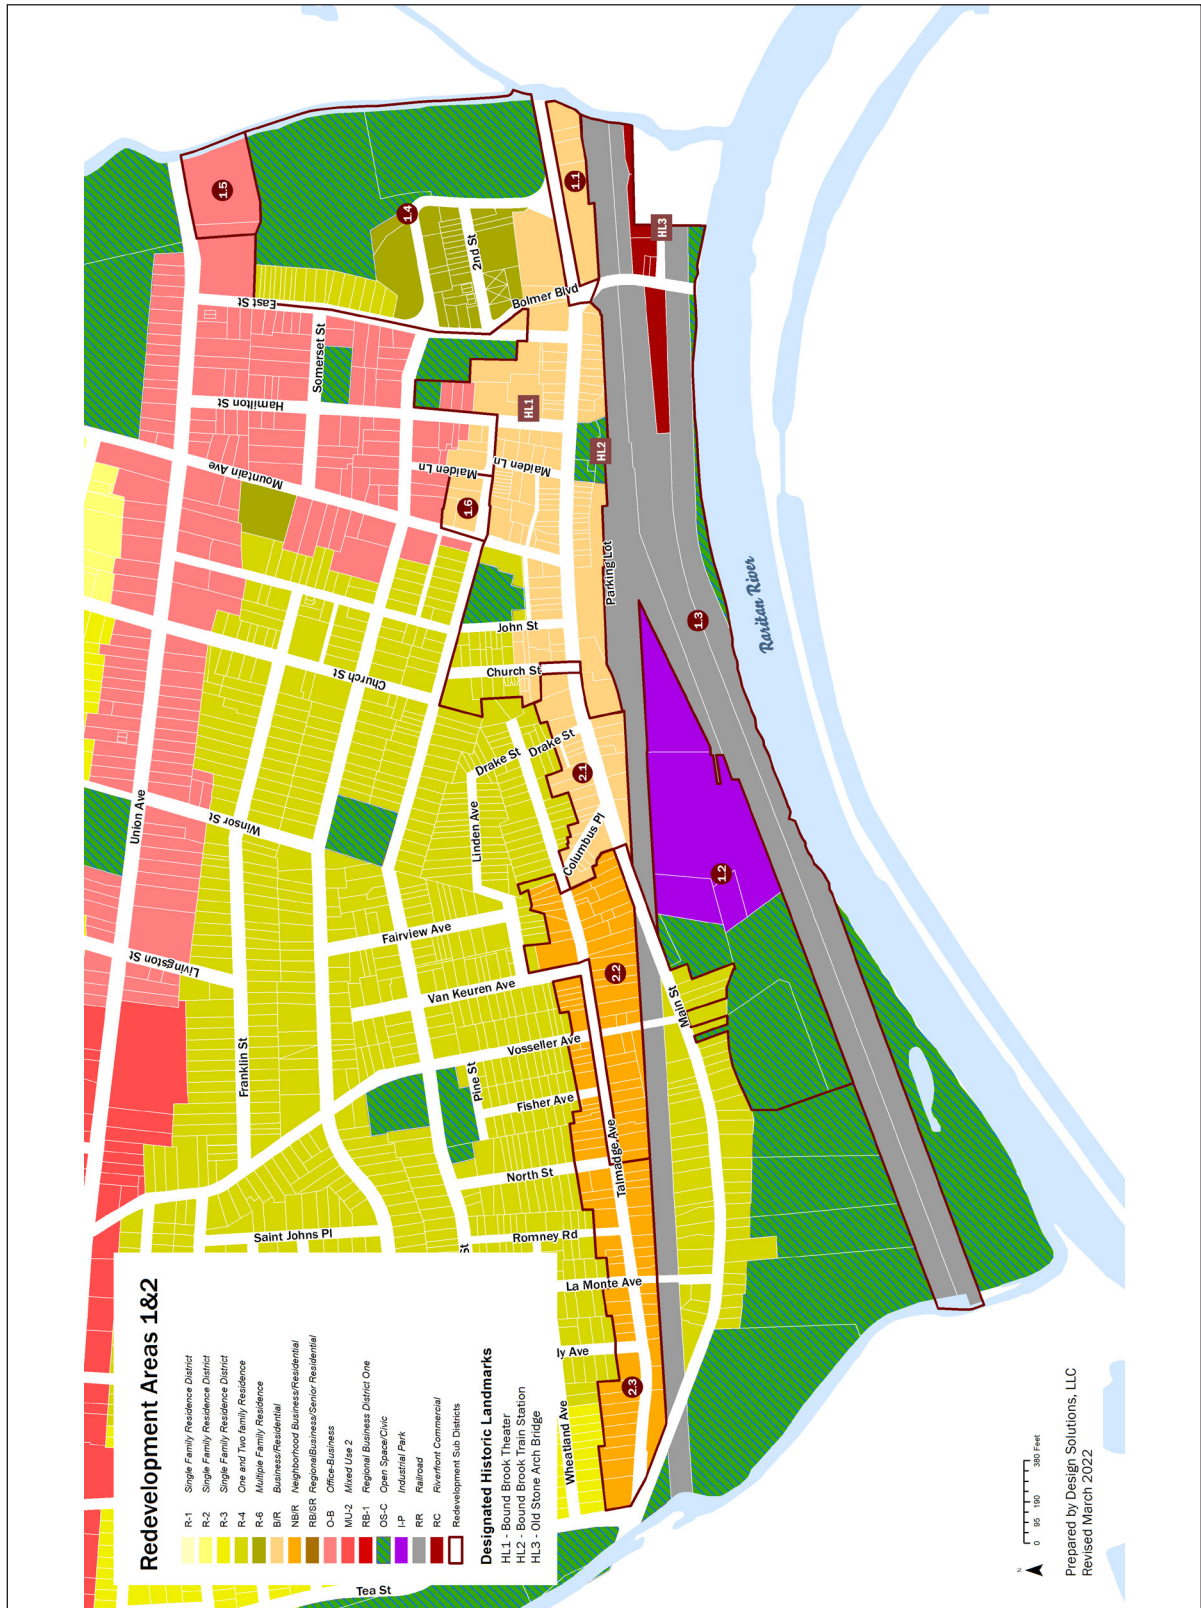 Redevelopment Areas 1&2
R-1 Single Family Residence District
R-2 Single Family Residence District
R-3 Single Family Residence District
R-4 One and Two family Residence
R-6 Multiple Family Residence
B/R Business/Residential
NB/R Neighborhood Business/Residential
RB/SR RegionalBusiness/Senior Residential
O-B Office-Business
MU-2 Mixed Use 2
RB-1 Regional Business District One
OS-C Open Space/Civic
I-P Industrial Park
RR Railroad
RC Riverfront Commercial
Redevelopment Sub Districts
Designated Historic Landmarks
HL1 - Bound Brook Theater
HL2 - Bound Brook Train Station
HL3 - Old Stone Arch Bridge
Tea St
Wheatland Ave
ly Ave
La Monte Ave
Romney Rd
St
Saint Johns Pl
North St
Talmadge Ave
Fisher Ave
Pine St
Vosseller Ave
Van Keuren Ave
Fairview Ave
Franklin St
Livingston St
Main St
Winsor St
Union Ave
Linden Ave
Columbus Pl
Drake St
Drake St
Church St
Church St
John St
Parking Lot
Mountain Ave
Maiden Ln
Maiden Ln
Hamilton St
Somerset St
East St
Bolmer Blvd
2nd St
Raritan River
HL1
HL2
HL3
1.1
1.2
1.3
1.4
1.5
1.6
2.1
2.2
2.3
N
0 95 190 380 Feet
Prepared by Design Solutions, LLC
Revised March 2022